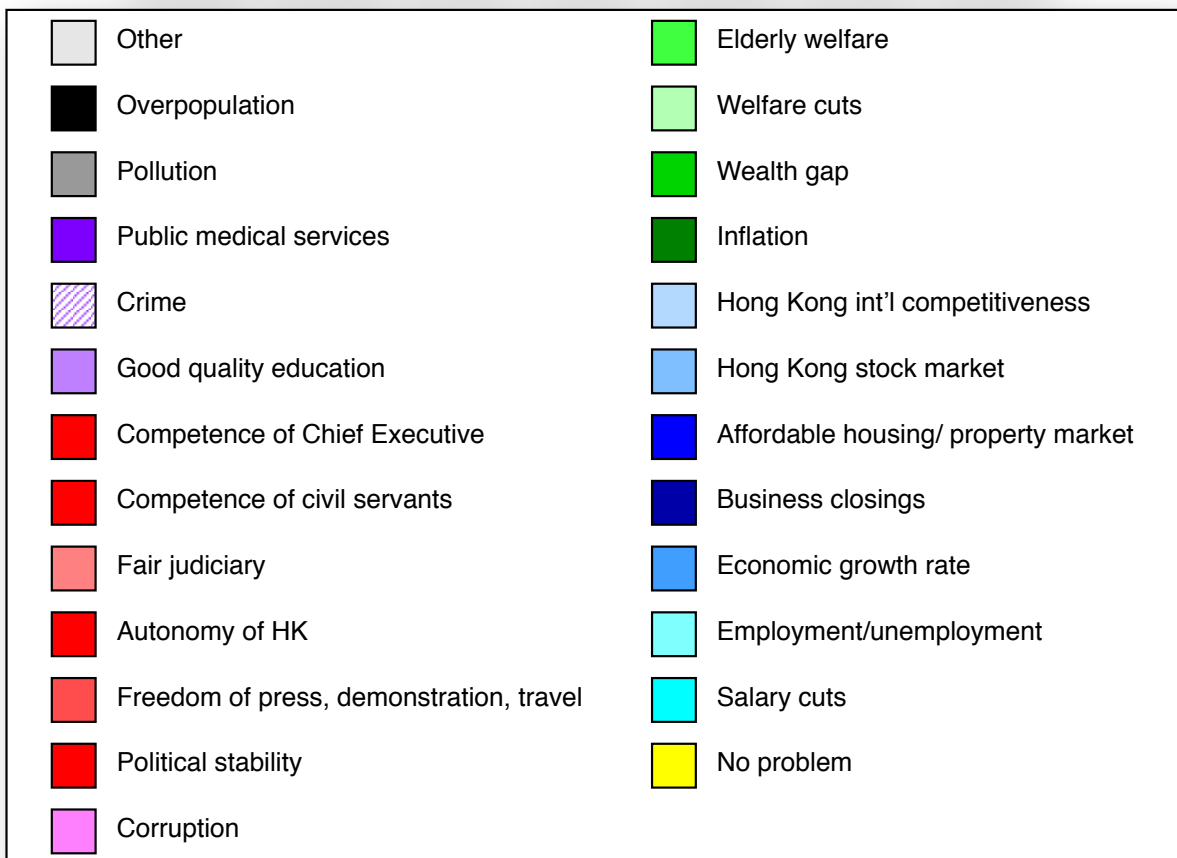 Other
Overpopulation
Pollution
Public medical services
Crime
Good quality education
Competence of Chief Executive
Competence of civil servants
Fair judiciary
Autonomy of HK
Freedom of press, demonstration, travel
Political stability
Corruption
Elderly welfare
Welfare cuts
Wealth gap
Inflation
Hong Kong int’l competitiveness
Hong Kong stock market
Affordable housing/ property market
Business closings
Economic growth rate
Employment/unemployment
Salary cuts
No problem